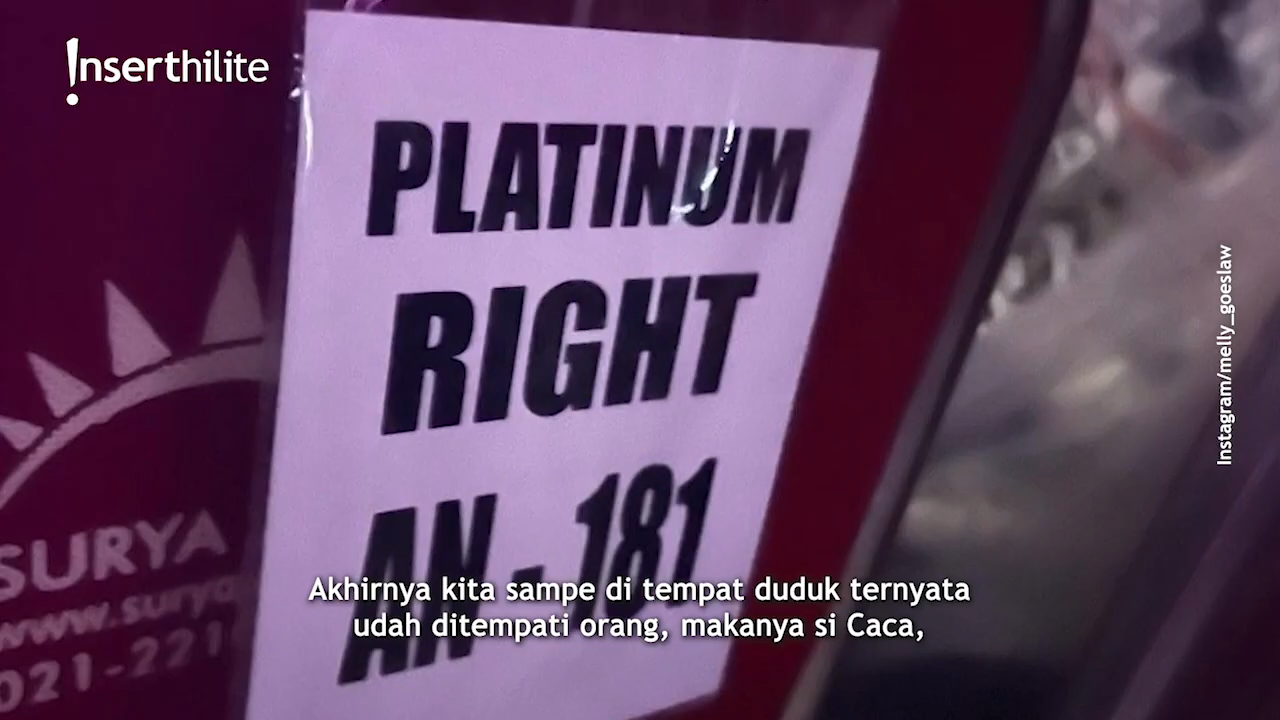 Inserthilite
PLATINUM
RIGHT
AN - 181
SURYA
www.surya
021-221
Akhirnya kita sampe di tempat duduk ternyata
udah ditempati orang, makanya si Caca,
Instagram/melly_goeslaw